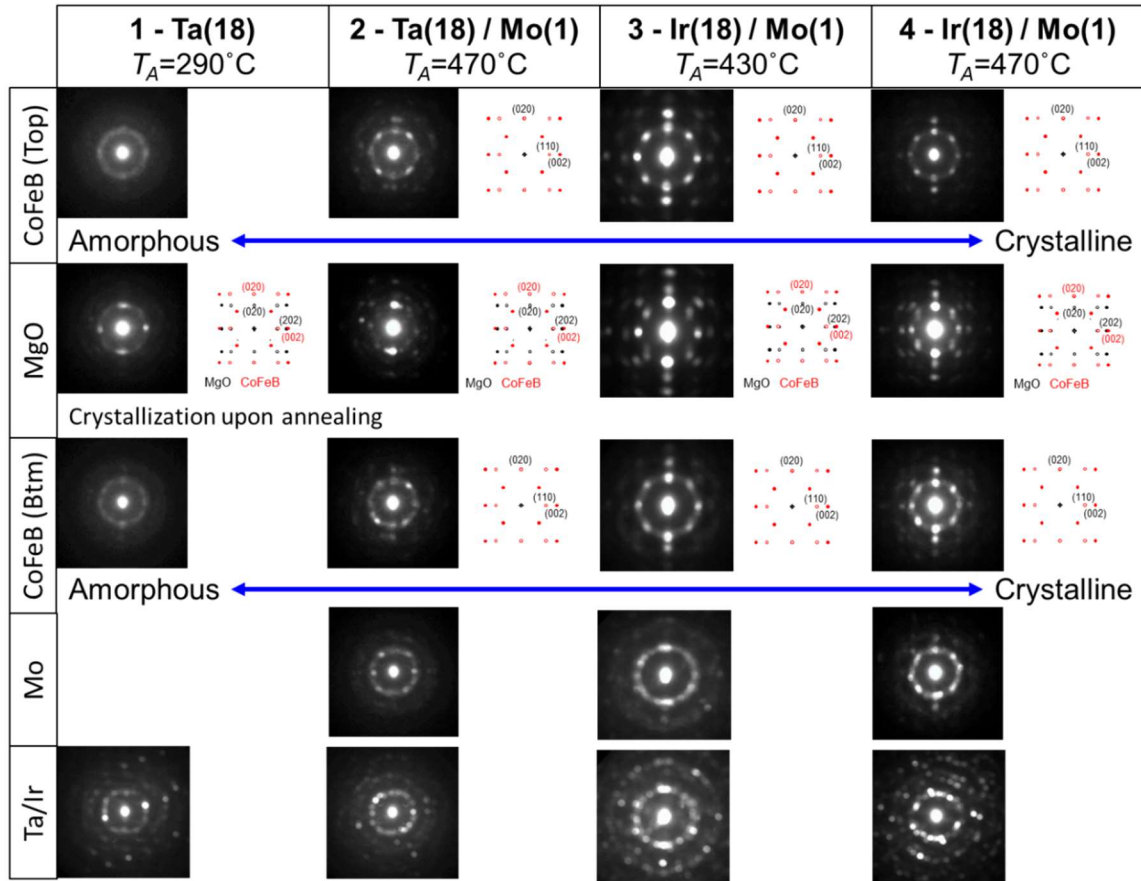 1 - Ta(18)
T_A=290°C
2 - Ta(18) / Mo(1)
T_A=470°C
3 - Ir(18) / Mo(1)
T_A=430°C
4 - Ir(18) / Mo(1)
T_A=470°C
CoFeB (Top)
(020)
(110)
(002)
(020)
(110)
(002)
(020)
(110)
(002)
Amorphous
Crystalline
MgO
(020)
(020)
(202)
(002)
MgO CoFeB
(020)
(020)
(202)
(002)
MgO CoFeB
(020)
(020)
(202)
(002)
MgO CoFeB
(020)
(020)
(202)
(002)
MgO CoFeB
Crystallization upon annealing
CoFeB (Btm)
(020)
(110)
(002)
(020)
(110)
(002)
(020)
(110)
(002)
Amorphous
Crystalline
Mo
Ta/Ir